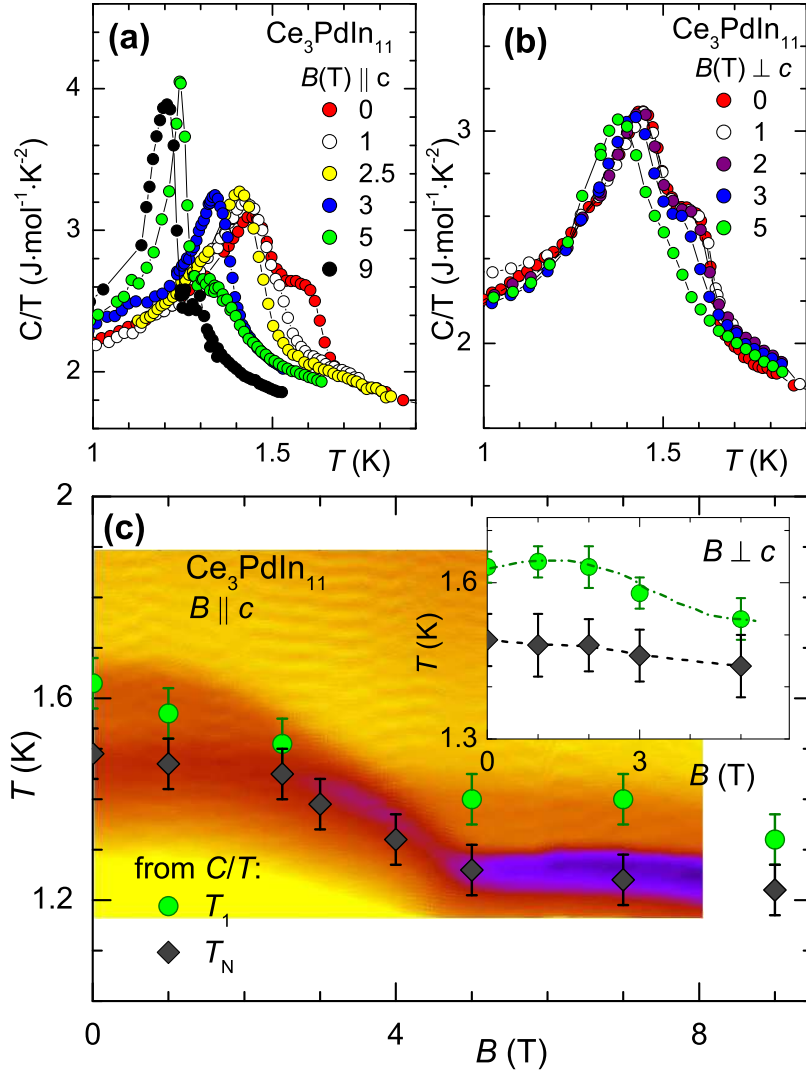 (a)
Ce₃PdIn₁₁
B(T) || c
0
1
2.5
3
5
9
4
3
2
C/T (J·mol⁻¹·K⁻²)
1
1.5
T (K)
(b)
Ce₃PdIn₁₁
B(T) ⊥ c
0
1
2
3
5
3
2
C/T (J·mol⁻¹·K⁻²)
1
1.5
T (K)
(c)
Ce₃PdIn₁₁
B || c
2
1.6
1.2
T (K)
from C/T:
T₁
T_N
0
4
8
B (T)
B ⊥ c
1.6
1.3
T (K)
0
3
B (T)